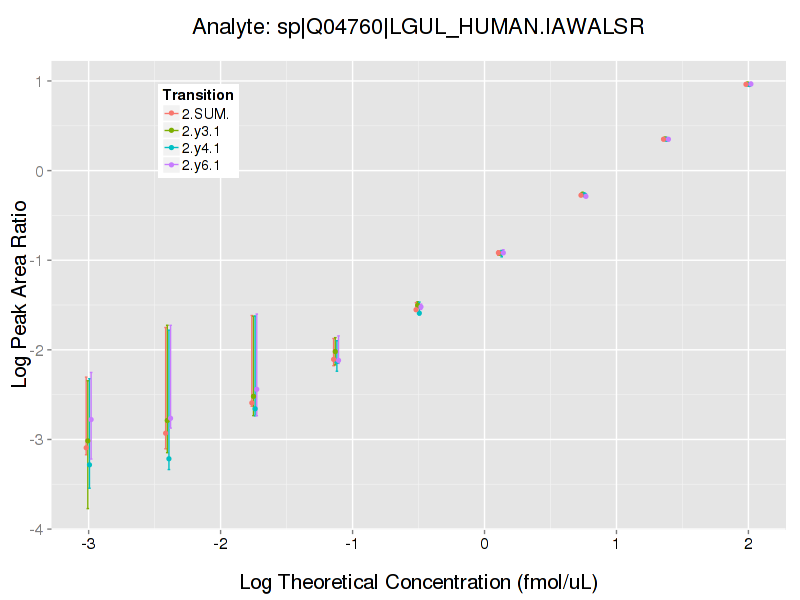 Analyte: sp|Q04760|LGUL_HUMAN.IAWALSR
Transition
2.SUM.
2.y3.1
2.y4.1
2.y6.1
Log Peak Area Ratio
1
0
-1
-2
-3
-4
-3 -2 -1 0 1 2
Log Theoretical Concentration (fmol/uL)